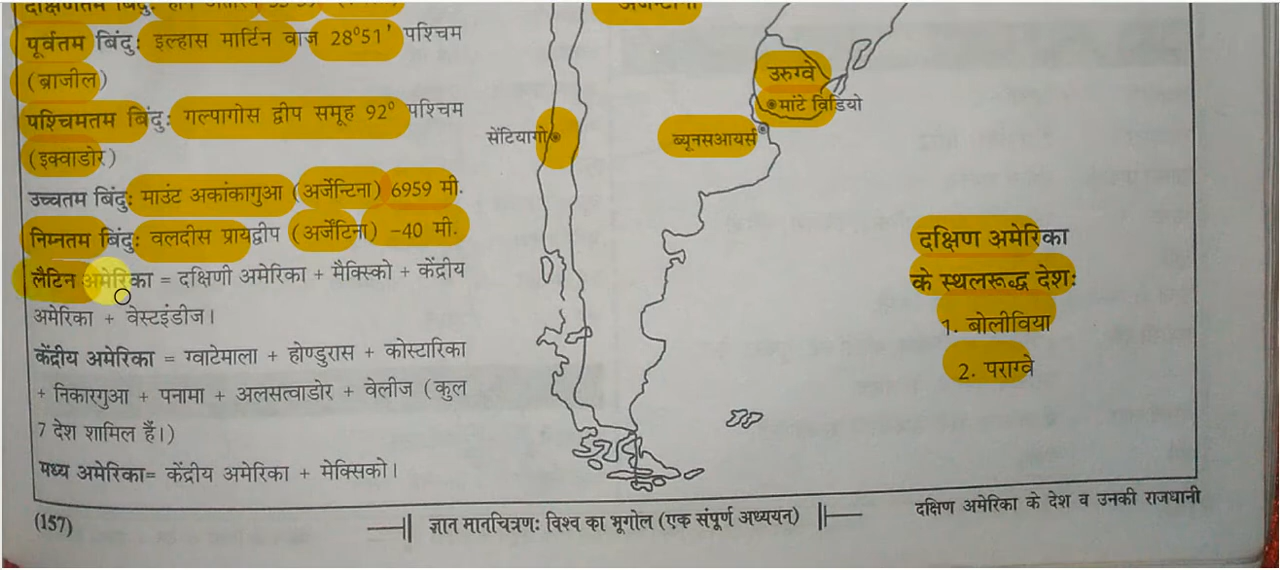 पूर्वतम बिंदुः इल्हास मार्टिन वाज 28°51' पश्चिम
(ब्राजील)
पश्चिमतम बिंदुः गल्पागोस द्वीप समूह 92° पश्चिम
(इक्वाडोर)
उच्चतम बिंदुः माउंट अकांकागुआ (अर्जेन्टिना) 6959 मी.
निम्नतम बिंदुः वलदीस प्रायद्वीप (अर्जेंटिना) -40 मी.
लैटिन अमेरिका = दक्षिणी अमेरिका + मैक्सिको + केंद्रीय
अमेरिका + वेस्टइंडीज।
केंद्रीय अमेरिका = ग्वाटेमाला + होण्डुरास + कोस्टारिका
+ निकारगुआ + पनामा + अलसत्वाडोर + वेलीज (कुल
7 देश शामिल हैं।)
मध्य अमेरिका= केंद्रीय अमेरिका + मेक्सिको।
उरुग्वे
मांटे विडियो
सेंटियागो
ब्यूनसआयर्स
दक्षिण अमेरिका
के स्थलरूद्ध देशः
1. बोलीविया
2. पराग्वे
(157)
ज्ञान मानचित्रणः विश्व का भूगोल (एक संपूर्ण अध्ययन)
दक्षिण अमेरिका के देश व उनकी राजधानी